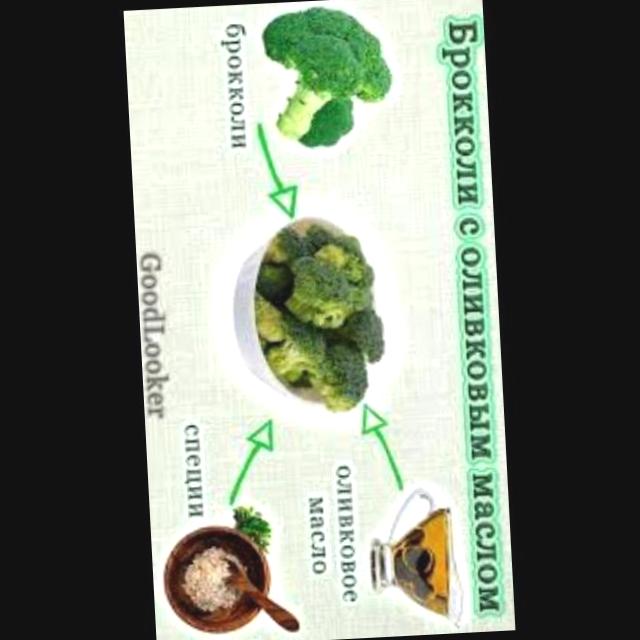 Брокколи с оливковым маслом
брокколи
оливковое
масло
специи
GoodLooker